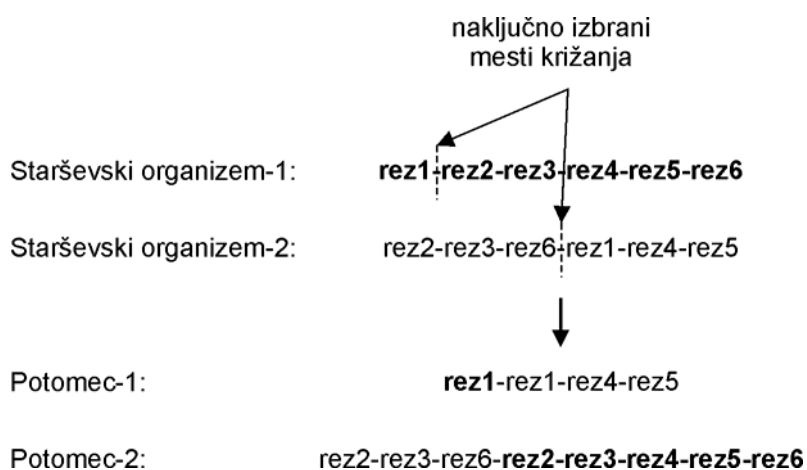 naključno izbrani
mesti križanja
Starševski organizem-1: rez1-rez2-rez3-rez4-rez5-rez6
Starševski organizem-2: rez2-rez3-rez6-rez1-rez4-rez5
Potomec-1: rez1-rez1-rez4-rez5
Potomec-2: rez2-rez3-rez6-rez2-rez3-rez4-rez5-rez6